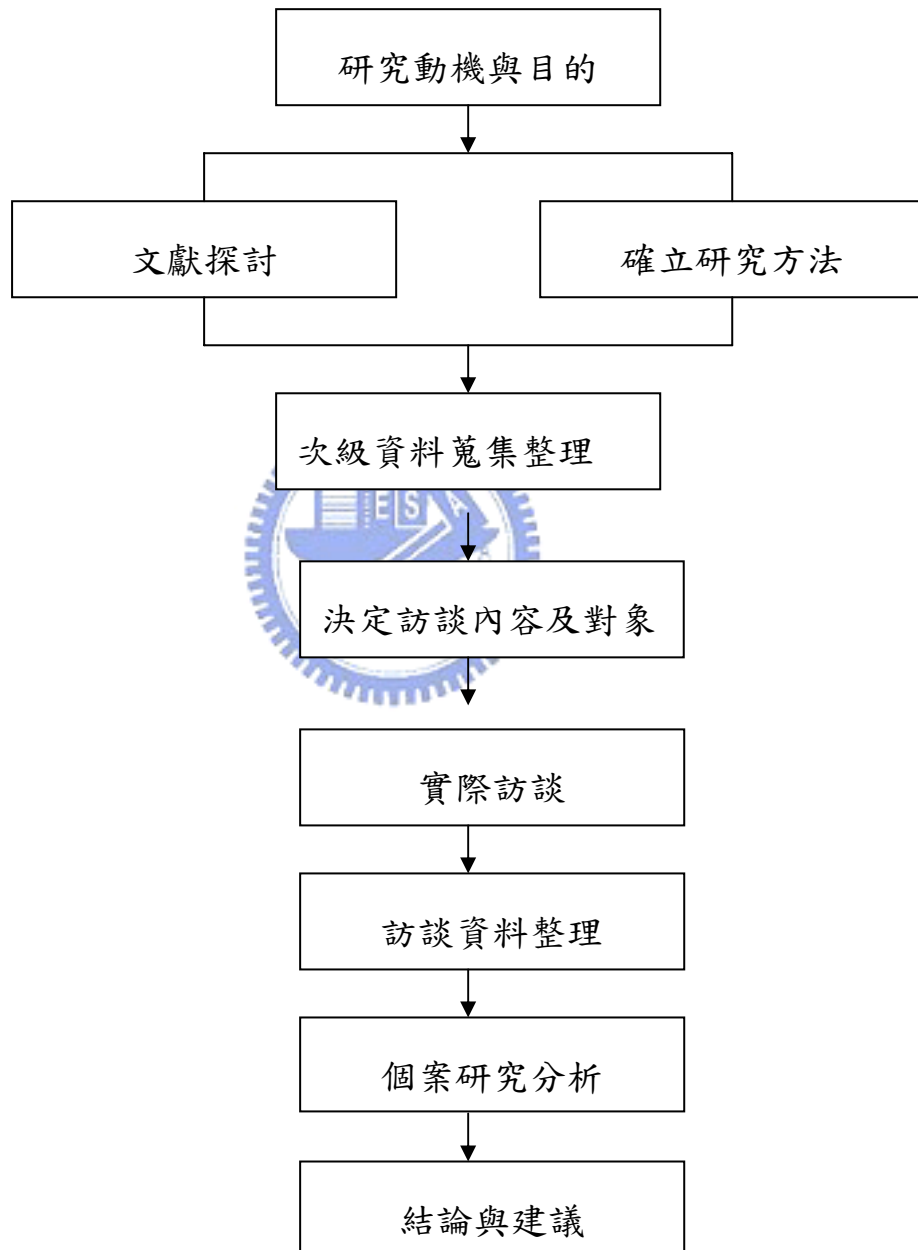 研究動機與目的
文獻探討
確立研究方法
次級資料蒐集整理
ESA
決定訪談內容及對象
實際訪談
訪談資料整理
個案研究分析
結論與建議